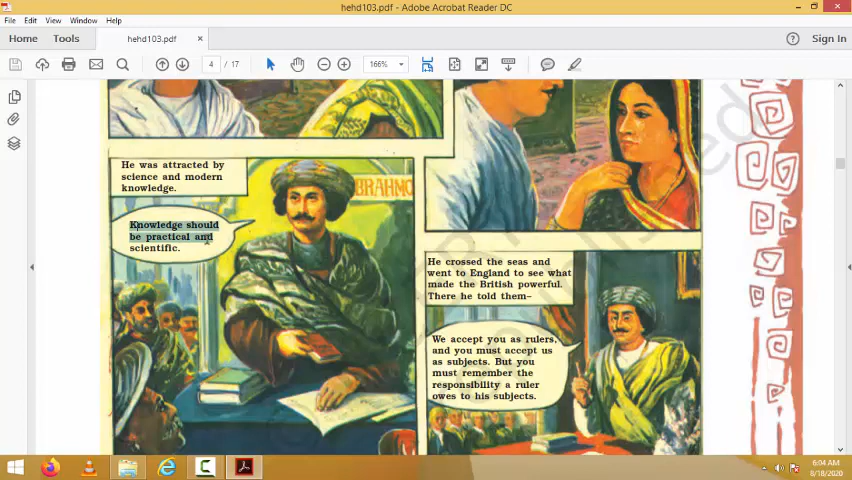 hehd103.pdf - Adobe Acrobat Reader DC
File Edit View Window Help
Home Tools hehd103.pdf × Sign In
4 / 17 166%
He was attracted by
science and modern
knowledge.
BRAHMO
Knowledge should
be practical and
scientific.
He crossed the seas and
went to England to see what
made the British powerful.
There he told them–
We accept you as rulers,
and you must accept us
as subjects. But you
must remember the
responsibility a ruler
owes to his subjects.
6:04 AM
8/18/2020